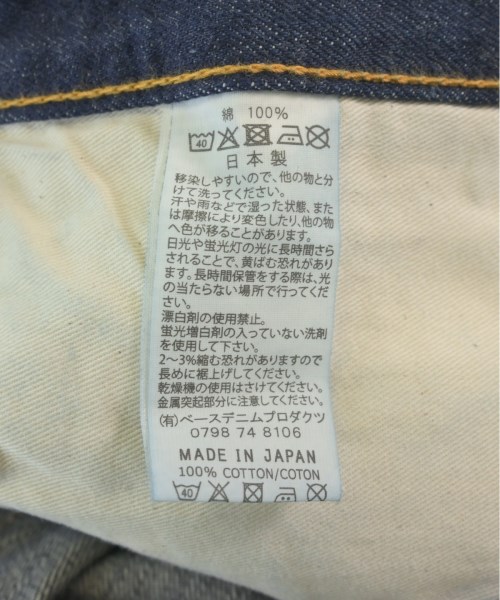 綿 100%
40
日本製
移染しやすいので、他の物と分
けて洗ってください。
汗や雨などで湿った状態、また
は摩擦により変色したり、他の物
へ色が移ることがあります。
日光や蛍光灯の光に長時間さら
されることで、黄ばむ恐れがあり
ます。長時間保管をする際は、光
の当たらない場所で行ってくださ
い。
漂白剤の使用禁止。
蛍光増白剤の入っていない洗剤
を使用して下さい。
2〜3%縮む恐れがありますので
長めに裾上げしてください。
乾燥機の使用はさけてください。
金属突起部分に注意してください。
(有)ベースデニムプロダクツ
0798 74 8106
MADE IN JAPAN
100% COTTON/COTON
40